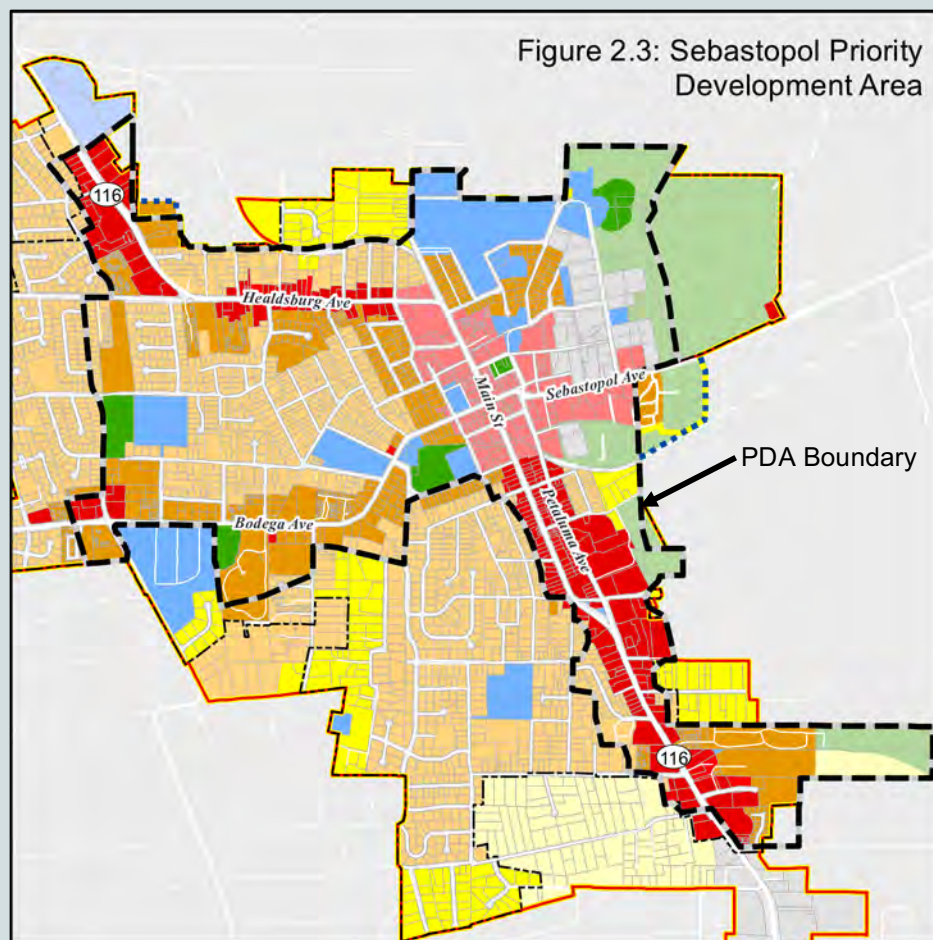 Figure 2.3: Sebastopol Priority
Development Area
116
Healdsburg Ave
Main St
Sebastopol Ave
PDA Boundary
Petaluma Ave
Bodega Ave
116